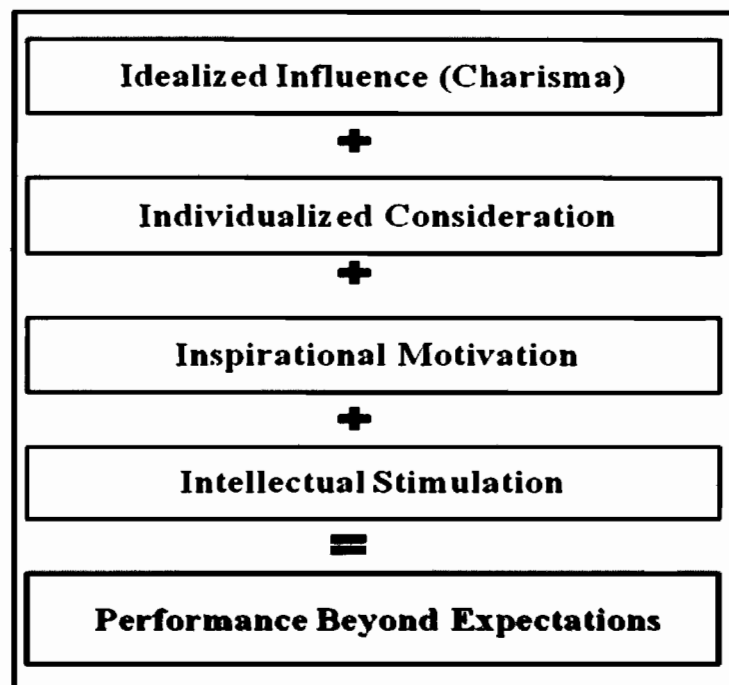 Idealized Influence (Charisma)
+
Individualized Consideration
+
Inspirational Motivation
+
Intellectual Stimulation
=
Performance Beyond Expectations